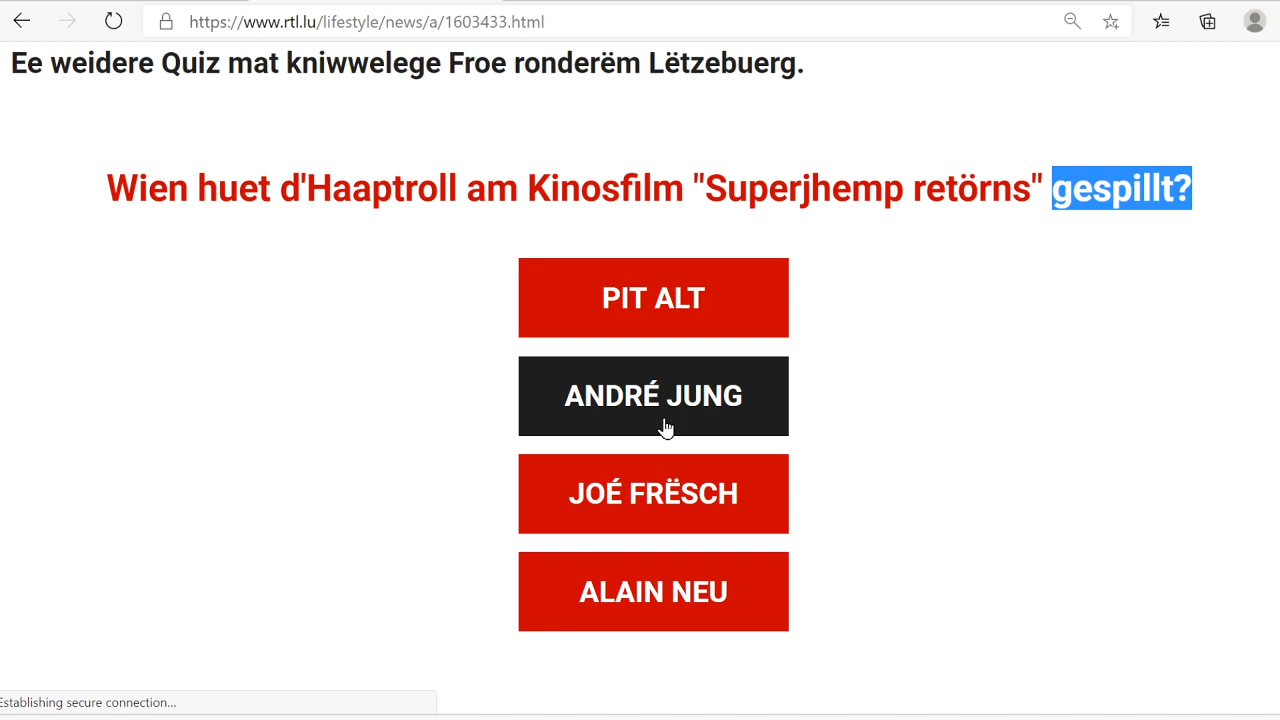 https://www.rtl.lu/lifestyle/news/a/1603433.html
Ee weidere Quiz mat kniwwelege Froe ronderëm Lëtzebuerg.
Wien huet d'Haaptroll am Kinosfilm "Superjhemp retörns" gespillt?
PIT ALT
ANDRÉ JUNG
JOÉ FRËSCH
ALAIN NEU
Establishing secure connection...